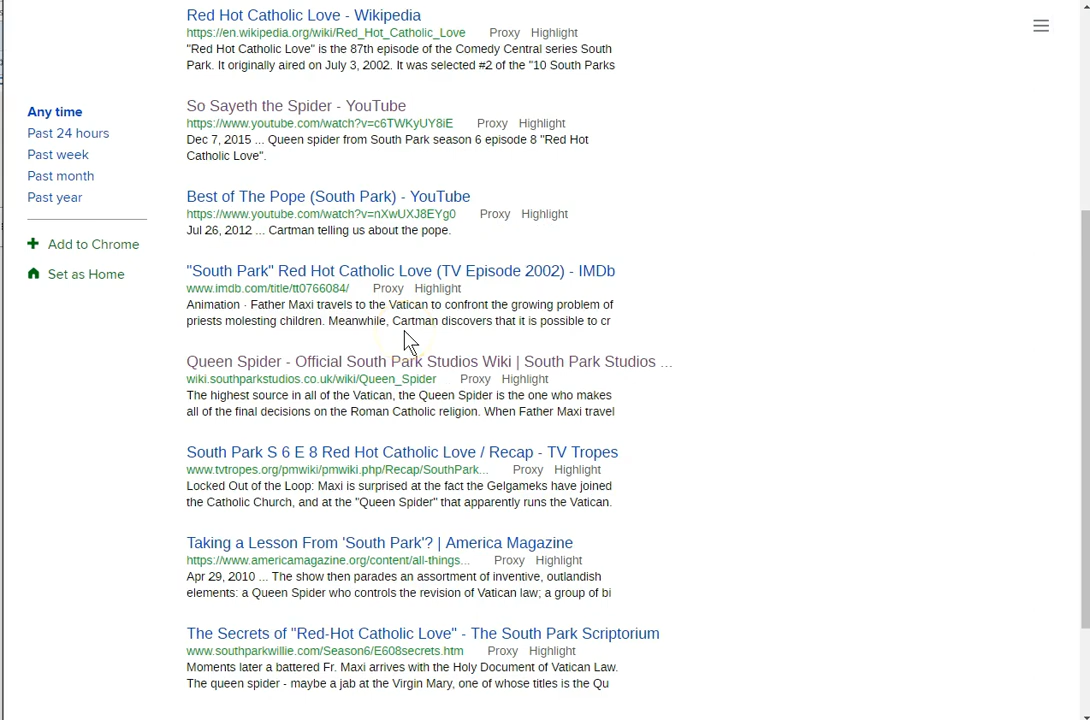 Red Hot Catholic Love - Wikipedia
https://en.wikipedia.org/wiki/Red_Hot_Catholic_Love Proxy Highlight
"Red Hot Catholic Love" is the 87th episode of the Comedy Central series South
Park. It originally aired on July 3, 2002. It was selected #2 of the "10 South Parks
Any time
Past 24 hours
Past week
Past month
Past year
Add to Chrome
Set as Home
So Sayeth the Spider - YouTube
https://www.youtube.com/watch?v=c6TWKyUY8iE Proxy Highlight
Dec 7, 2015 ... Queen spider from South Park season 6 episode 8 "Red Hot
Catholic Love".
Best of The Pope (South Park) - YouTube
https://www.youtube.com/watch?v=nXwUXJ8EYg0 Proxy Highlight
Jul 26, 2012 ... Cartman telling us about the pope.
"South Park" Red Hot Catholic Love (TV Episode 2002) - IMDb
www.imdb.com/title/tt0766084/ Proxy Highlight
Animation · Father Maxi travels to the Vatican to confront the growing problem of
priests molesting children. Meanwhile, Cartman discovers that it is possible to cr
Queen Spider - Official South Park Studios Wiki | South Park Studios ...
wiki.southparkstudios.co.uk/wiki/Queen_Spider Proxy Highlight
The highest source in all of the Vatican, the Queen Spider is the one who makes
all of the final decisions on the Roman Catholic religion. When Father Maxi travel
South Park S 6 E 8 Red Hot Catholic Love / Recap - TV Tropes
www.tvtropes.org/pmwiki/pmwiki.php/Recap/SouthPark... Proxy Highlight
Locked Out of the Loop: Maxi is surprised at the fact the Gelgameks have joined
the Catholic Church, and at the "Queen Spider" that apparently runs the Vatican.
Taking a Lesson From 'South Park'? | America Magazine
https://www.americamagazine.org/content/all-things... Proxy Highlight
Apr 29, 2010 ... The show then parades an assortment of inventive, outlandish
elements: a Queen Spider who controls the revision of Vatican law; a group of bi
The Secrets of "Red-Hot Catholic Love" - The South Park Scriptorium
www.southparkwillie.com/Season6/E608secrets.htm Proxy Highlight
Moments later a battered Fr. Maxi arrives with the Holy Document of Vatican Law.
The queen spider - maybe a jab at the Virgin Mary, one of whose titles is the Qu